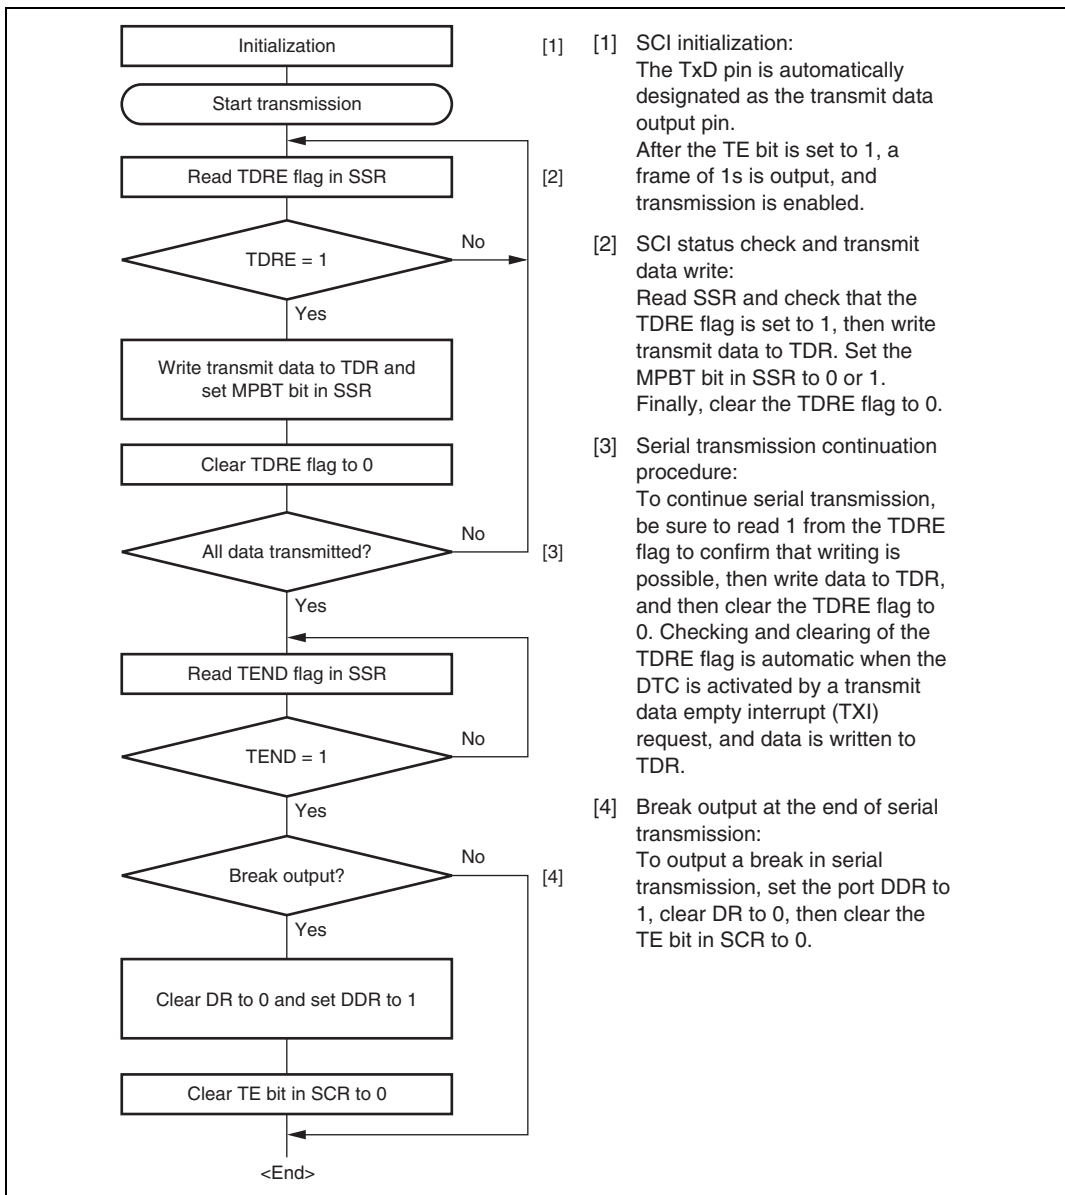 Initialization
[1]
Start transmission
Read TDRE flag in SSR
[2]
TDRE = 1
No
Yes
Write transmit data to TDR and
set MPBT bit in SSR
Clear TDRE flag to 0
All data transmitted?
No
[3]
Yes
Read TEND flag in SSR
TEND = 1
No
Yes
Break output?
No
[4]
Yes
Clear DR to 0 and set DDR to 1
Clear TE bit in SCR to 0
<End>
[1] SCI initialization:
The TxD pin is automatically
designated as the transmit data
output pin.
After the TE bit is set to 1, a
frame of 1s is output, and
transmission is enabled.
[2] SCI status check and transmit
data write:
Read SSR and check that the
TDRE flag is set to 1, then write
transmit data to TDR. Set the
MPBT bit in SSR to 0 or 1.
Finally, clear the TDRE flag to 0.
[3] Serial transmission continuation
procedure:
To continue serial transmission,
be sure to read 1 from the TDRE
flag to confirm that writing is
possible, then write data to TDR,
and then clear the TDRE flag to
0. Checking and clearing of the
TDRE flag is automatic when the
DTC is activated by a transmit
data empty interrupt (TXI)
request, and data is written to
TDR.
[4] Break output at the end of serial
transmission:
To output a break in serial
transmission, set the port DDR to
1, clear DR to 0, then clear the
TE bit in SCR to 0.